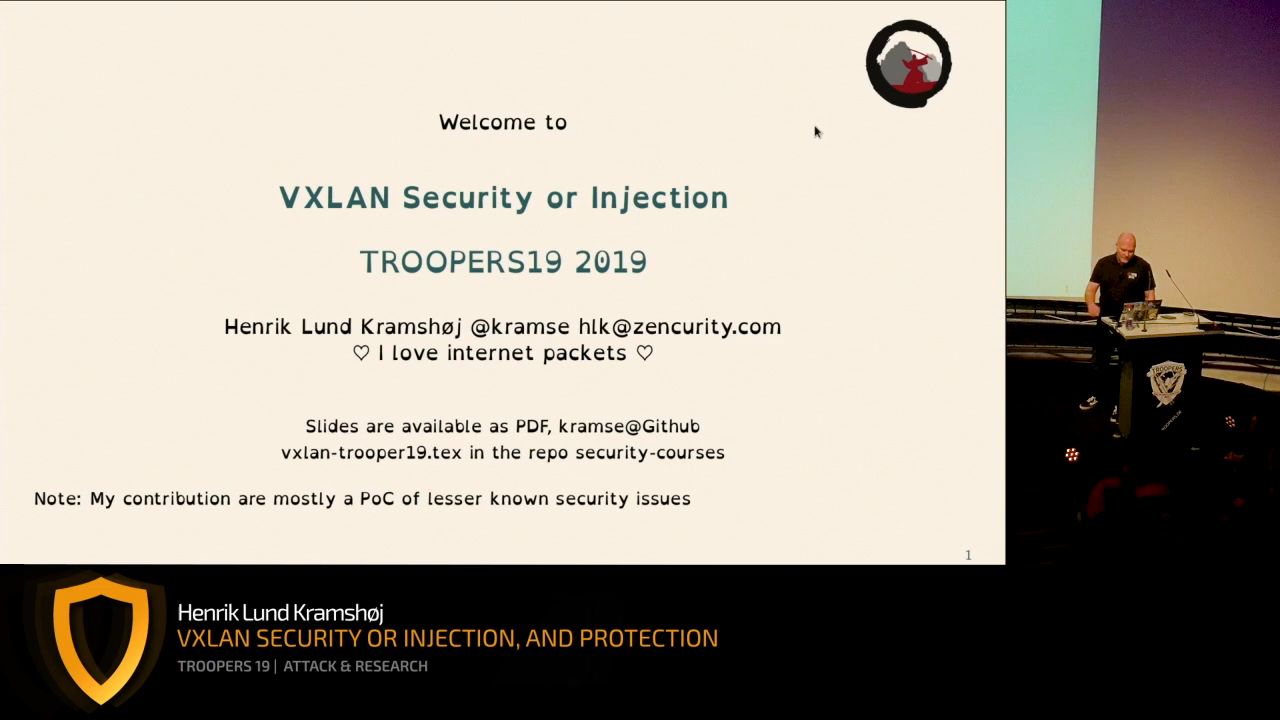 Welcome to
VXLAN Security or Injection
TROOPERS19 2019
Henrik Lund Kramshøj @kramse hlk@zencurity.com
♡ I love internet packets ♡
Slides are available as PDF, kramse@Github
vxlan-trooper19.tex in the repo security-courses
Note: My contribution are mostly a PoC of lesser known security issues
1
TROOPERS
Henrik Lund Kramshøj
VXLAN SECURITY OR INJECTION, AND PROTECTION
TROOPERS 19 | ATTACK & RESEARCH